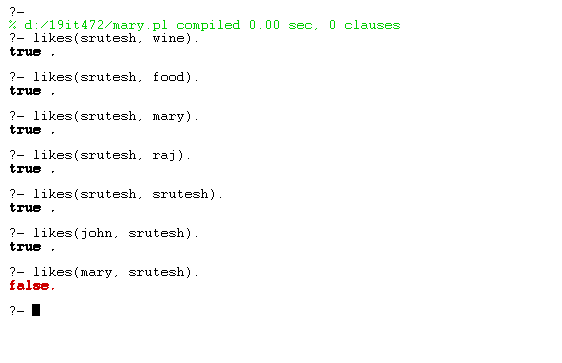 ?-
% d:/19it472/mary.pl compiled 0.00 sec, 0 clauses
?- likes(srutesh, wine).
true .
?- likes(srutesh, food).
true .
?- likes(srutesh, mary).
true .
?- likes(srutesh, raj).
true .
?- likes(srutesh, srutesh).
true .
?- likes(john, srutesh).
true .
?- likes(mary, srutesh).
false.
?-